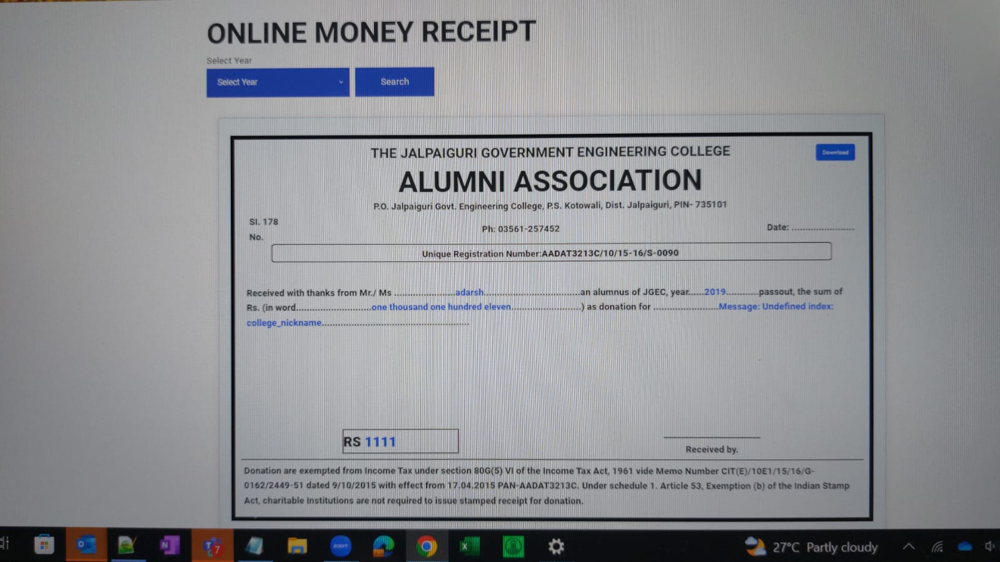 ONLINE MONEY RECEIPT
Select Year
Select Year
Search
THE JALPAIGURI GOVERNMENT ENGINEERING COLLEGE
Download
ALUMNI ASSOCIATION
P.O. Jalpaiguri Govt. Engineering College, P.S. Kotowali, Dist. Jalpaiguri, PIN- 735101
Sl. 178
No.
Ph: 03561-257452
Date: .........................
Unique Registration Number:AADAT3213C/10/15-16/S-0090
Received with thanks from Mr./ Ms ........................adarsh......................................an alumnus of JGEC, year......2019.............passout, the sum of
Rs. (in word..............................one thousand one hundred eleven............................) as donation for ..........................Message: Undefined index:
college_nickname...........................................................
RS 1111
Received by.
Donation are exempted from Income Tax under section 80G(5) VI of the Income Tax Act, 1961 vide Memo Number CIT(E)/10E1/15/16/G-
0162/2449-51 dated 9/10/2015 with effect from 17.04.2015 PAN-AADAT3213C. Under schedule 1. Article 53, Exemption (b) of the Indian Stamp
Act, charitable Institutions are not required to issue stamped receipt for donation.
zoom
27°C Partly cloudy